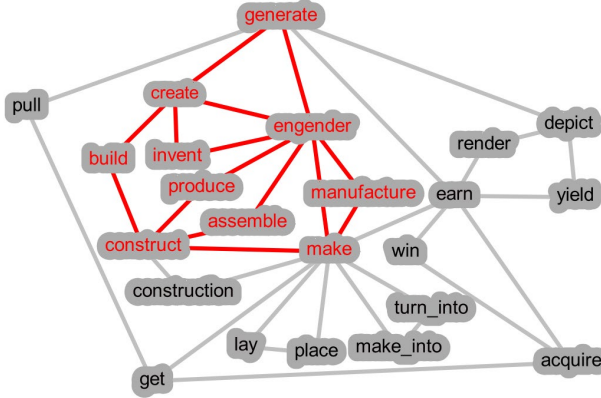 generate
create
pull
engender
depict
render
build
invent
produce
manufacture
earn
yield
assemble
construct
make
win
construction
turn_into
lay
place
make_into
acquire
get